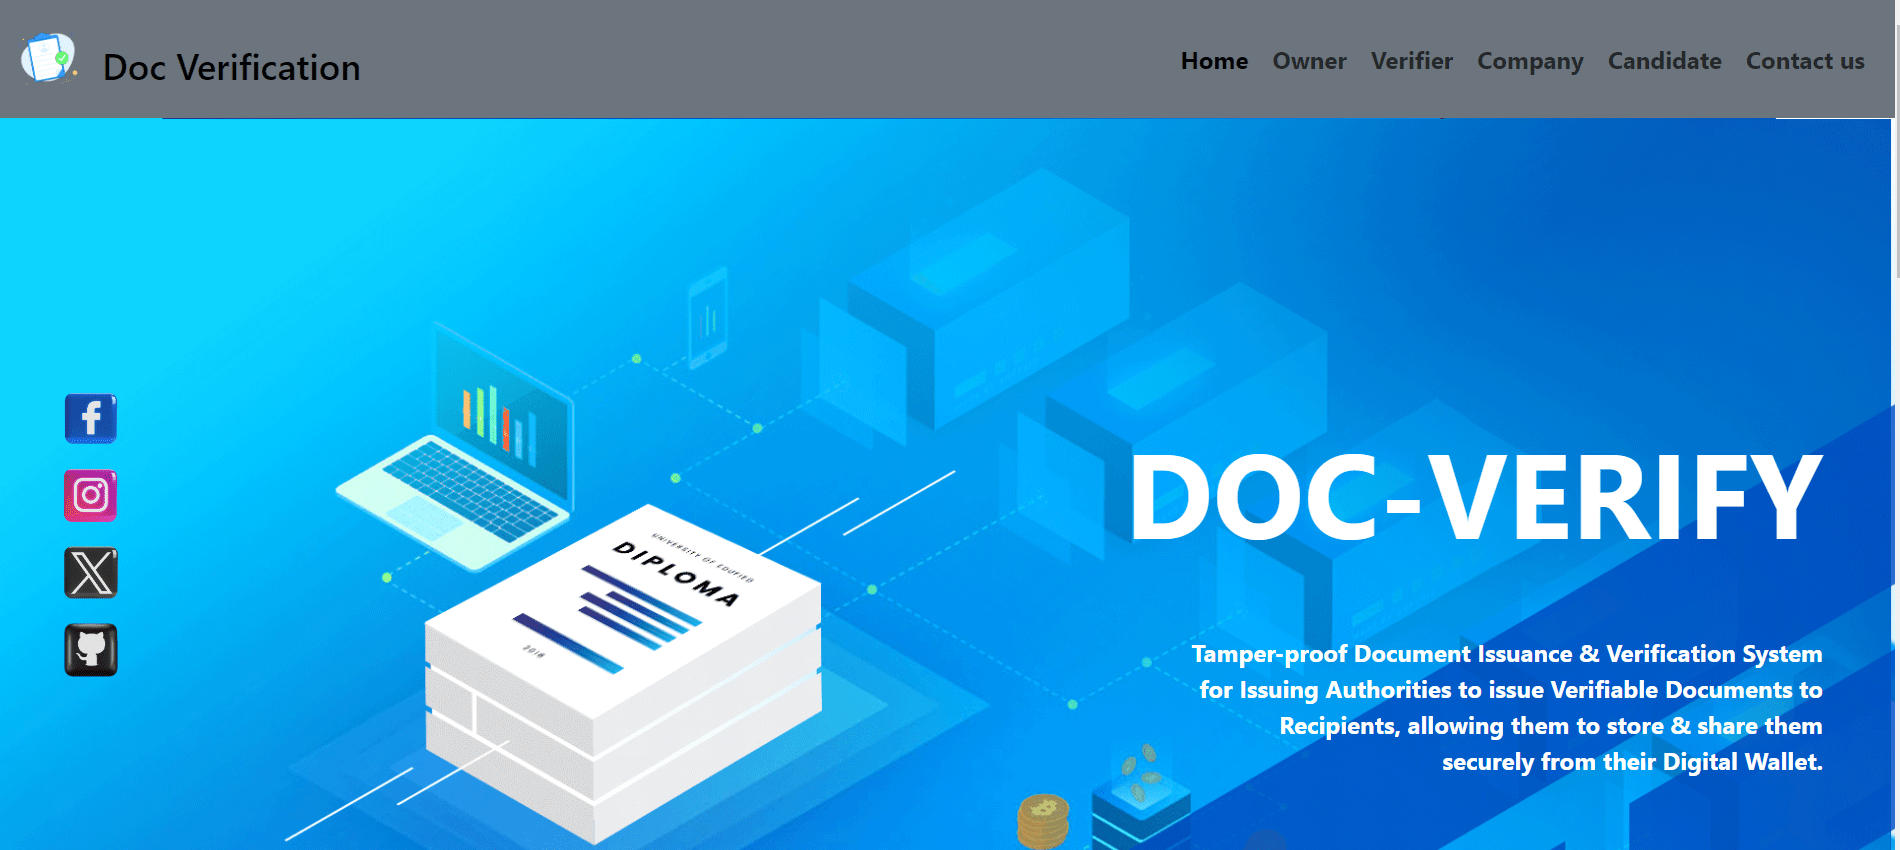 Doc Verification
Home Owner Verifier Company Candidate Contact us
UNIVERSITY OF
DIPLOMA
DOC-VERIFY
Tamper-proof Document Issuance & Verification System
for Issuing Authorities to issue Verifiable Documents to
Recipients, allowing them to store & share them
securely from their Digital Wallet.